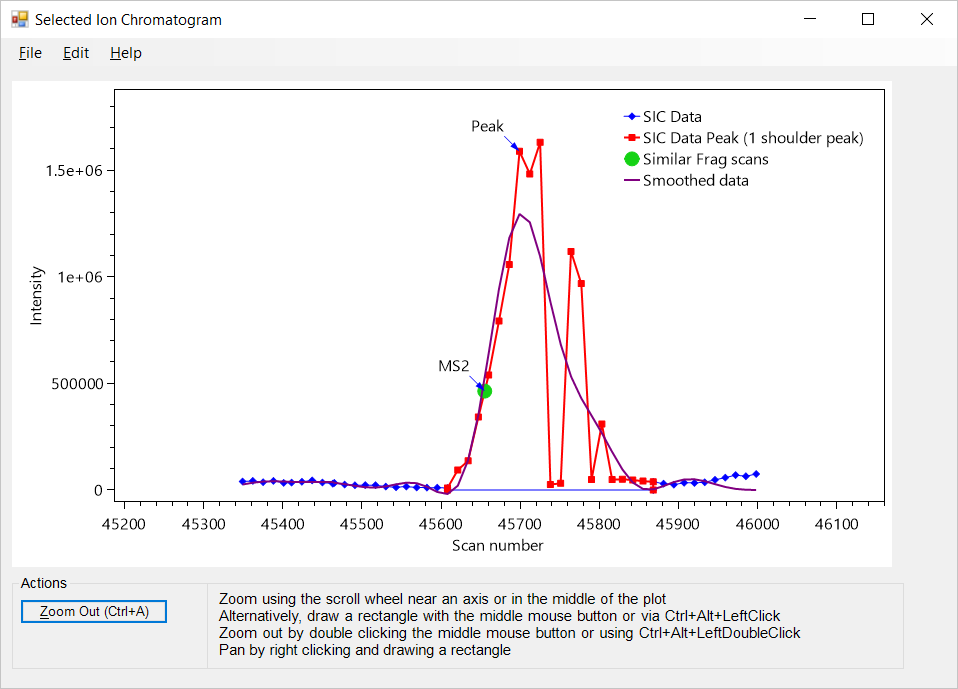 Selected Ion Chromatogram
File Edit Help
Peak
SIC Data
SIC Data Peak (1 shoulder peak)
Similar Frag scans
Smoothed data
1.5e+06
1e+06
500000
0
Intensity
MS2
45200 45300 45400 45500 45600 45700 45800 45900 46000 46100
Scan number
Actions
Zoom Out (Ctrl+A)
Zoom using the scroll wheel near an axis or in the middle of the plot
Alternatively, draw a rectangle with the middle mouse button or via Ctrl+Alt+LeftClick
Zoom out by double clicking the middle mouse button or using Ctrl+Alt+LeftDoubleClick
Pan by right clicking and drawing a rectangle